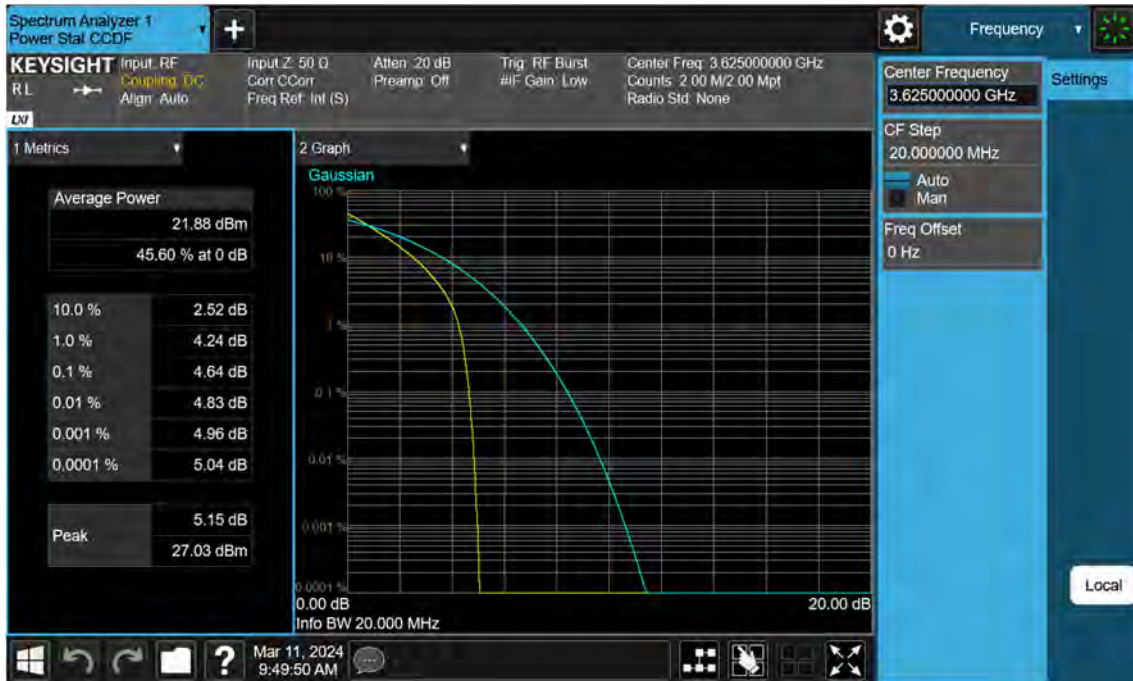 Spectrum Analyzer 1
Power Stat CCDF
+
Frequency
KEYSIGHT
RL
LXI
Input: RF
Coupling: DC
Align: Auto
Input Z: 50 Ω
Corr CCorr
Freq Ref: Int (S)
Atten: 20 dB
Preamp: Off
Trig: RF Burst
#IF Gain: Low
Center Freq: 3.625000000 GHz
Counts: 2.00 M/2.00 Mpt
Radio Std: None
Center Frequency
3.625000000 GHz
Settings
CF Step
20.000000 MHz
Auto
Man
Freq Offset
0 Hz
Local
1 Metrics
Average Power
21.88 dBm
45.60 % at 0 dB
10.0 % 2.52 dB
1.0 % 4.24 dB
0.1 % 4.64 dB
0.01 % 4.83 dB
0.001 % 4.96 dB
0.0001 % 5.04 dB
Peak
5.15 dB
27.03 dBm
2 Graph
Gaussian
100 %
10 %
1 %
0.1 %
0.01 %
0.001 %
0.0001 %
0.00 dB
20.00 dB
Info BW 20.000 MHz
?
Mar 11, 2024
9:49:50 AM